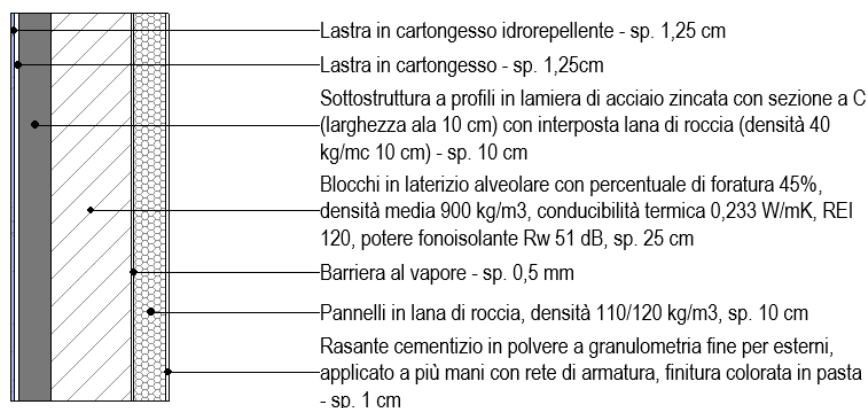 Lastra in cartongesso idrorepellente - sp. 1,25 cm
Lastra in cartongesso - sp. 1,25cm
Sottostruttura a profili in lamiera di acciaio zincata con sezione a C
(larghezza ala 10 cm) con interposta lana di roccia (densità 40
kg/mc 10 cm) - sp. 10 cm
Blocchi in laterizio alveolare con percentuale di foratura 45%,
densità media 900 kg/m3, conducibilità termica 0,233 W/mK, REI
120, potere fonoisolante Rw 51 dB, sp. 25 cm
Barriera al vapore - sp. 0,5 mm
Pannelli in lana di roccia, densità 110/120 kg/m3, sp. 10 cm
Rasante cementizio in polvere a granulometria fine per esterni,
applicato a più mani con rete di armatura, finitura colorata in pasta
- sp. 1 cm